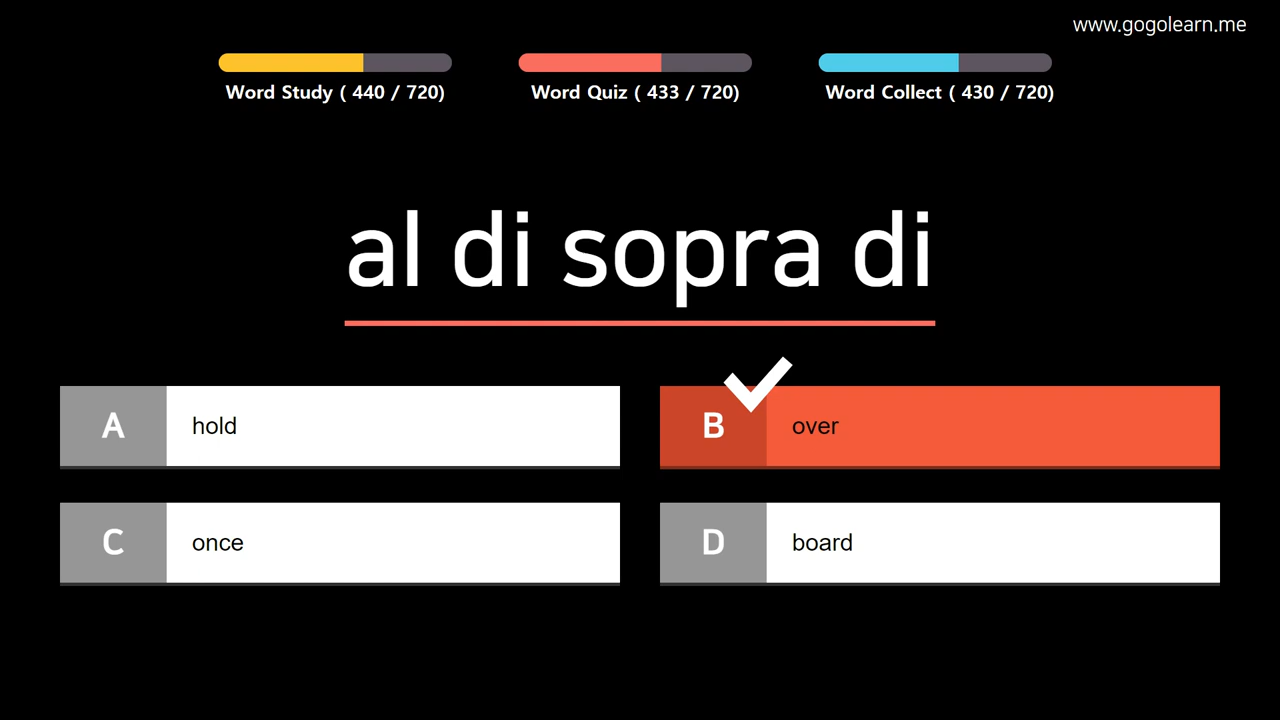 www.gogolearn.me
Word Study ( 440 / 720)
Word Quiz ( 433 / 720)
Word Collect ( 430 / 720)
al di sopra di
A hold
B over
C once
D board